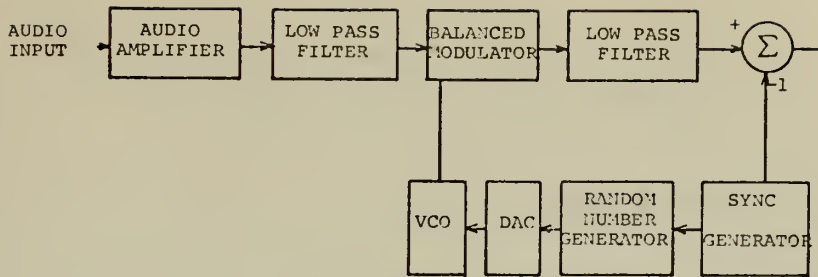 AUDIO
INPUT
AUDIO
AMPLIFIER
LOW PASS
FILTER
BALANCED
MODULATOR
LOW PASS
FILTER
+
Σ
-1
VCO
DAC
RANDOM
NUMBER
GENERATOR
SYNC
GENERATOR